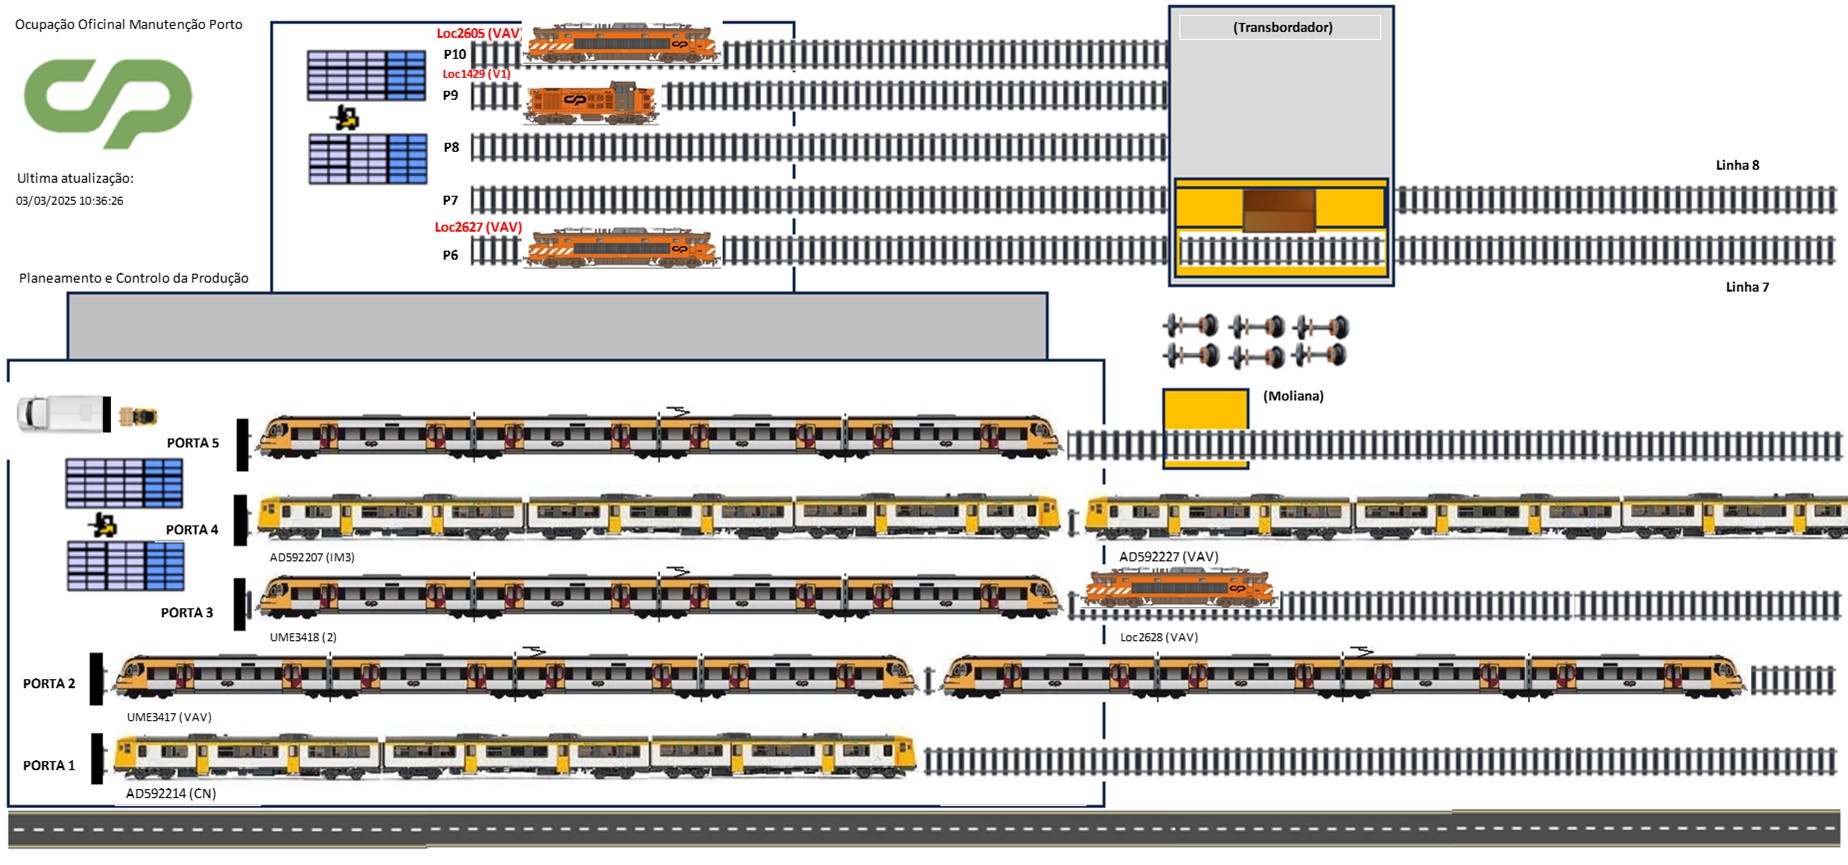 Ocupação Oficinal Manutenção Porto
Ultima atualização:
03/03/2025 10:36:26
Planeamento e Controlo da Produção
Loc2605 (VAV)
P10
Loc1429 (V1)
P9
P8
P7
Loc2627 (VAV)
P6
(Transbordador)
Linha 8
Linha 7
(Moliana)
PORTA 5
PORTA 4
AD592207 (IM3)
AD592227 (VAV)
PORTA 3
UME3418 (2)
Loc2628 (VAV)
PORTA 2
UME3417 (VAV)
PORTA 1
AD592214 (CN)